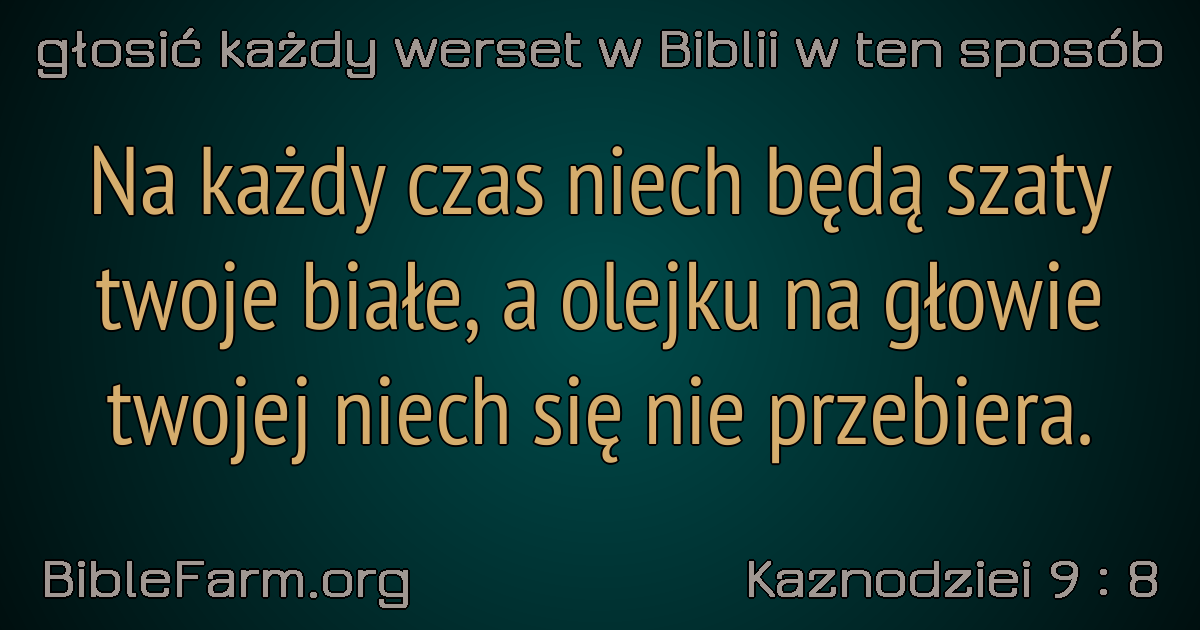 głosić każdy werset w Biblii w ten sposób
Na każdy czas niech będą szaty
twoje białe, a olejku na głowie
twojej niech się nie przebiera.
BibleFarm.org
Kaznodziei 9 : 8